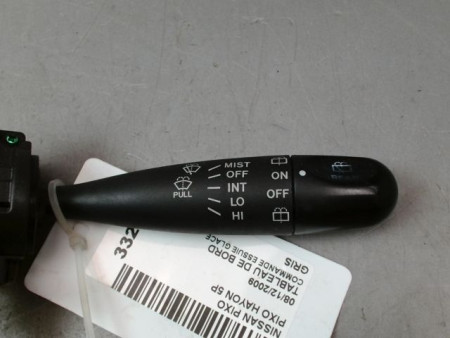 MIST
OFF
INT
LO
HI
PULL
ON
OFF
332
NISSAN PIXO
PIXO HAYON 5P
08/12/2009
TABLEAU DE BORD
COMMANDE ESSUIE GLACE
GRIS